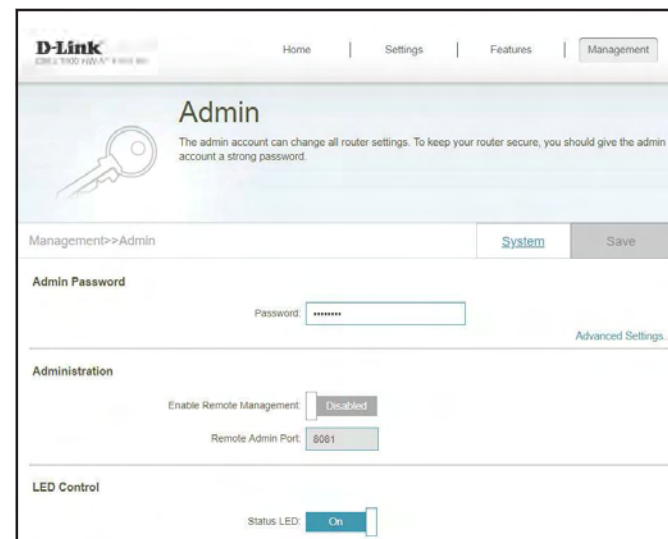 D-Link
Home | Settings | Features | Management
Admin
The admin account can change all router settings. To keep your router secure, you should give the admin
account a strong password.
Management>>Admin
System
Save
Admin Password
Password: ••••••••
Advanced Settings..
Administration
Enable Remote Management: Disabled
Remote Admin Port: 8081
LED Control
Status LED: On